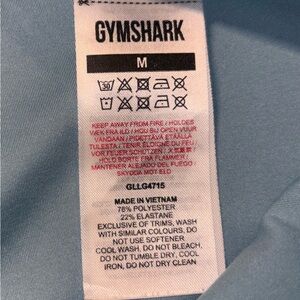 GYMSHARK
M
30
KEEP AWAY FROM FIRE / HOLDES
VÆK FRA ILD / HOU BIJ OPEN VUUR
VANDAAN / PIDETTÄVÄ ETÄÄLLÄ
TULESTA / TENIR ÉLOIGNÉ DU FEU /
VOR FEUER SCHÜTZEN /
HOLD BORTE FRA FLAMMER /
MANTENER ALEJADO DEL FUEGO /
SKYDDA MOT ELD
GLLG4715
MADE IN VIETNAM
78% POLYESTER
22% ELASTANE
EXCLUSIVE OF TRIMS, WASH
WITH SIMILAR COLOURS, DO
NOT USE SOFTENER,
COOL WASH, DO NOT BLEACH,
DO NOT TUMBLE DRY, COOL
IRON, DO NOT DRY CLEAN